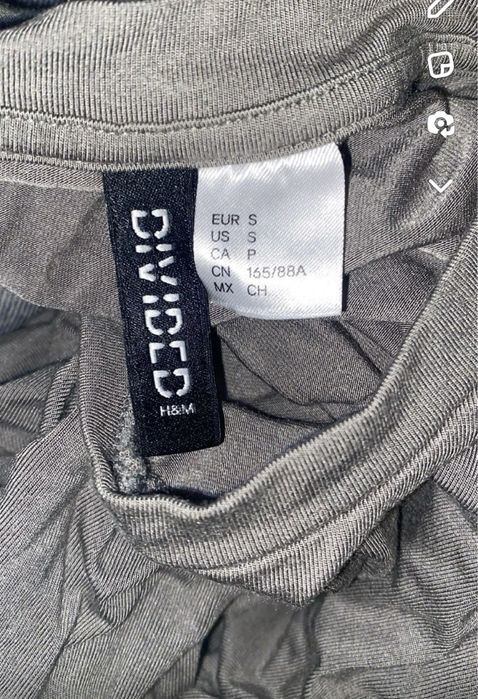 DIVIDED
H&M
EUR S
US S
CA P
CN 165/88A
MX CH